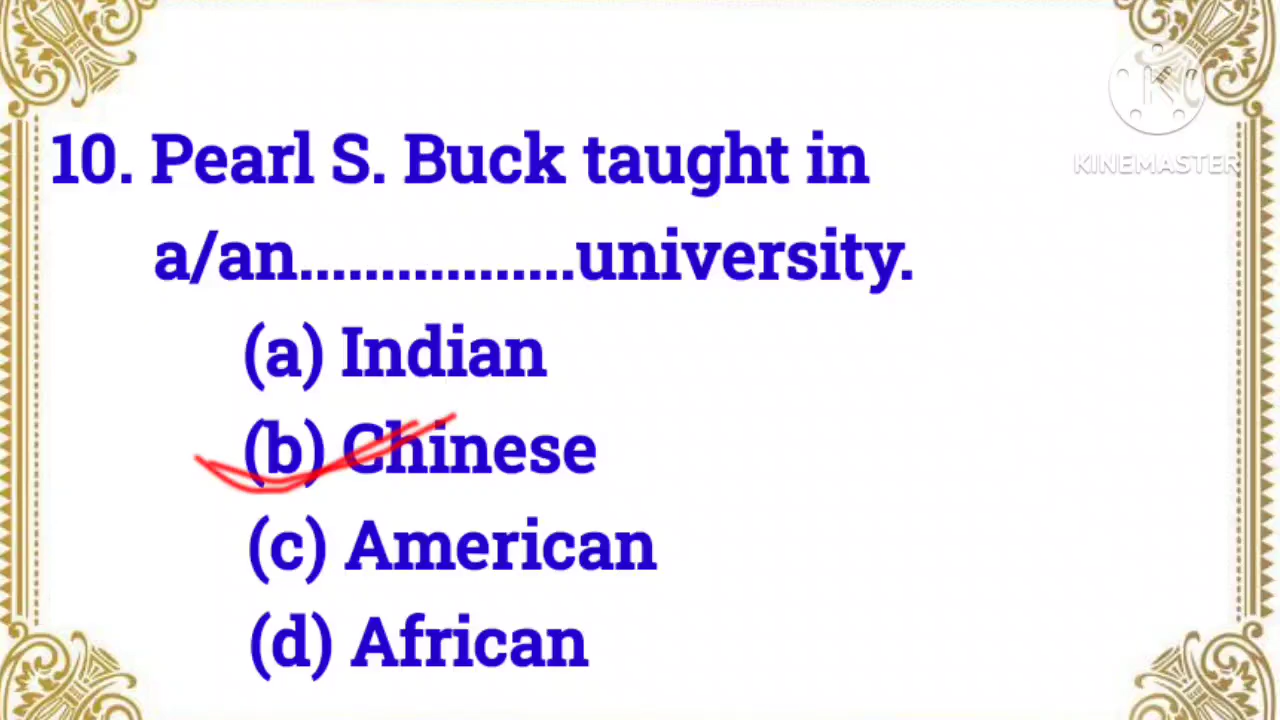 KINEMASTER
10. Pearl S. Buck taught in
a/an.................university.
(a) Indian
(b) Chinese
(c) American
(d) African